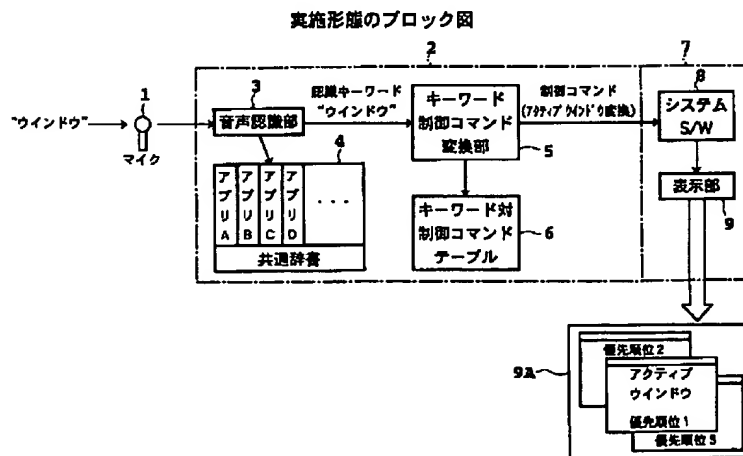 実施形態のブロック図
2
7
1
3
認識キーワード
“ウインドウ”
キーワード
制御コマンド
変換部
5
制御コマンド
(アクティブウインドウ変換)
8
システム
S/W
“ウインドウ”
マイク
音声認識部
4
アプリA
アプリB
アプリC
アプリD
・・・
共通辞書
キーワード対
制御コマンド
テーブル
6
表示部
9
9A
優先順位2
アクティブ
ウインドウ
優先順位1
優先順位3